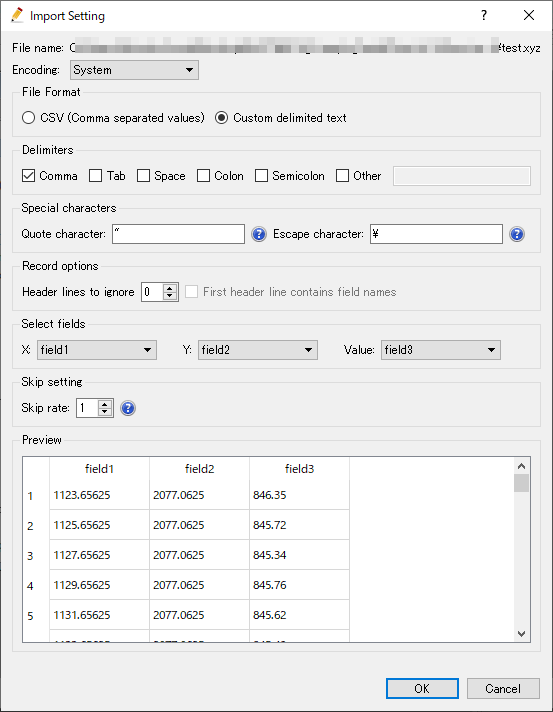 Import Setting
File name: test.xyz
Encoding: System
File Format
CSV (Comma separated values) Custom delimited text
Delimiters
Comma Tab Space Colon Semicolon Other
Special characters
Quote character: " Escape character: ¥
Record options
Header lines to ignore 0 First header line contains field names
Select fields
X: field1 Y: field2 Value: field3
Skip setting
Skip rate: 1
Preview
field1 field2 field3
1 1123.65625 2077.0625 846.35
2 1125.65625 2077.0625 845.72
3 1127.65625 2077.0625 845.34
4 1129.65625 2077.0625 845.76
5 1131.65625 2077.0625 845.62
OK Cancel